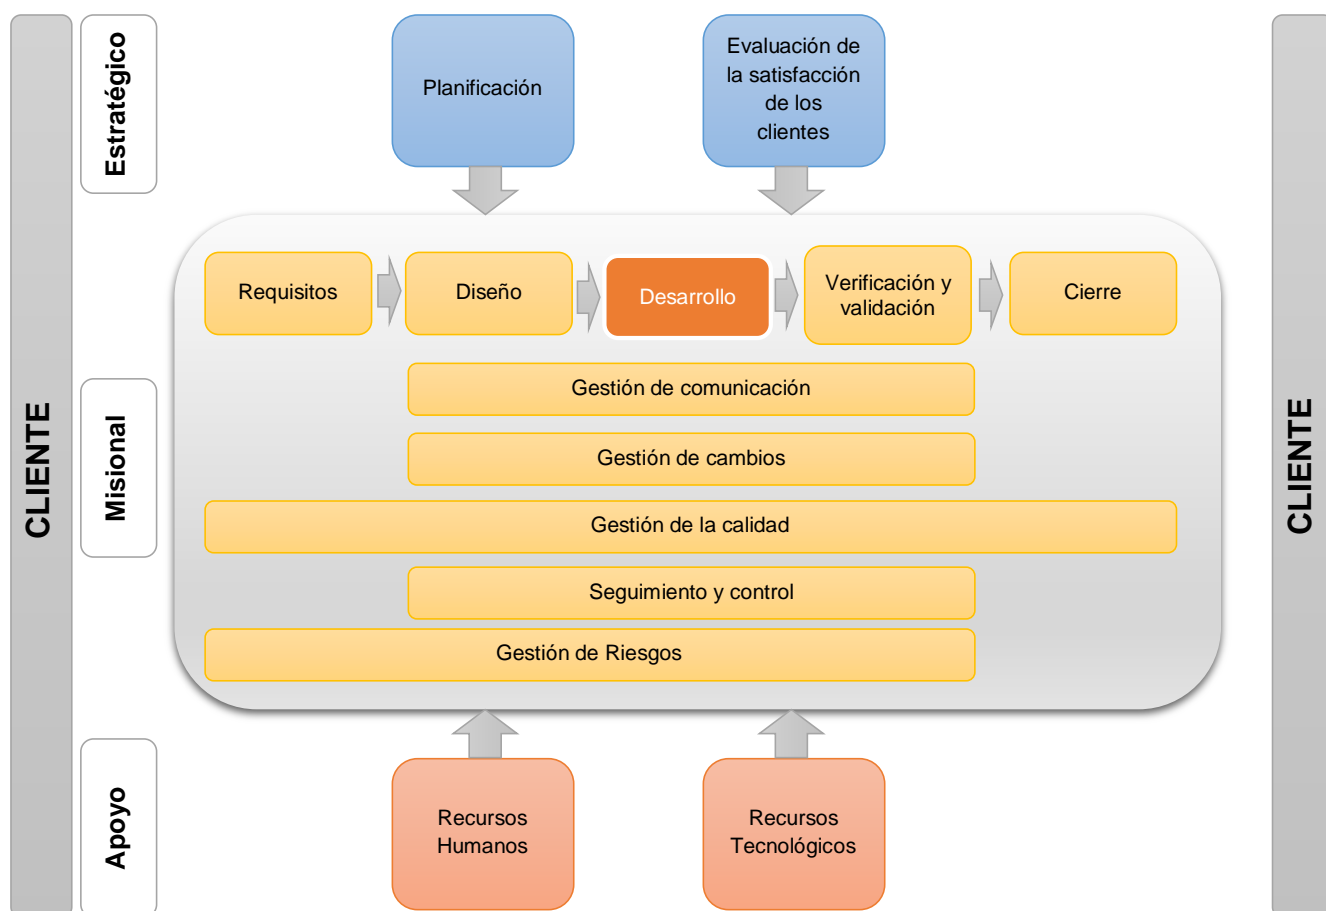 CLIENTE
Estratégico
Planificación
Evaluación de
la satisfacción
de los
clientes
Misional
Requisitos
Diseño
Desarrollo
Verificación y
validación
Cierre
Gestión de comunicación
Gestión de cambios
Gestión de la calidad
Seguimiento y control
Gestión de Riesgos
Apoyo
Recursos
Humanos
Recursos
Tecnológicos
CLIENTE